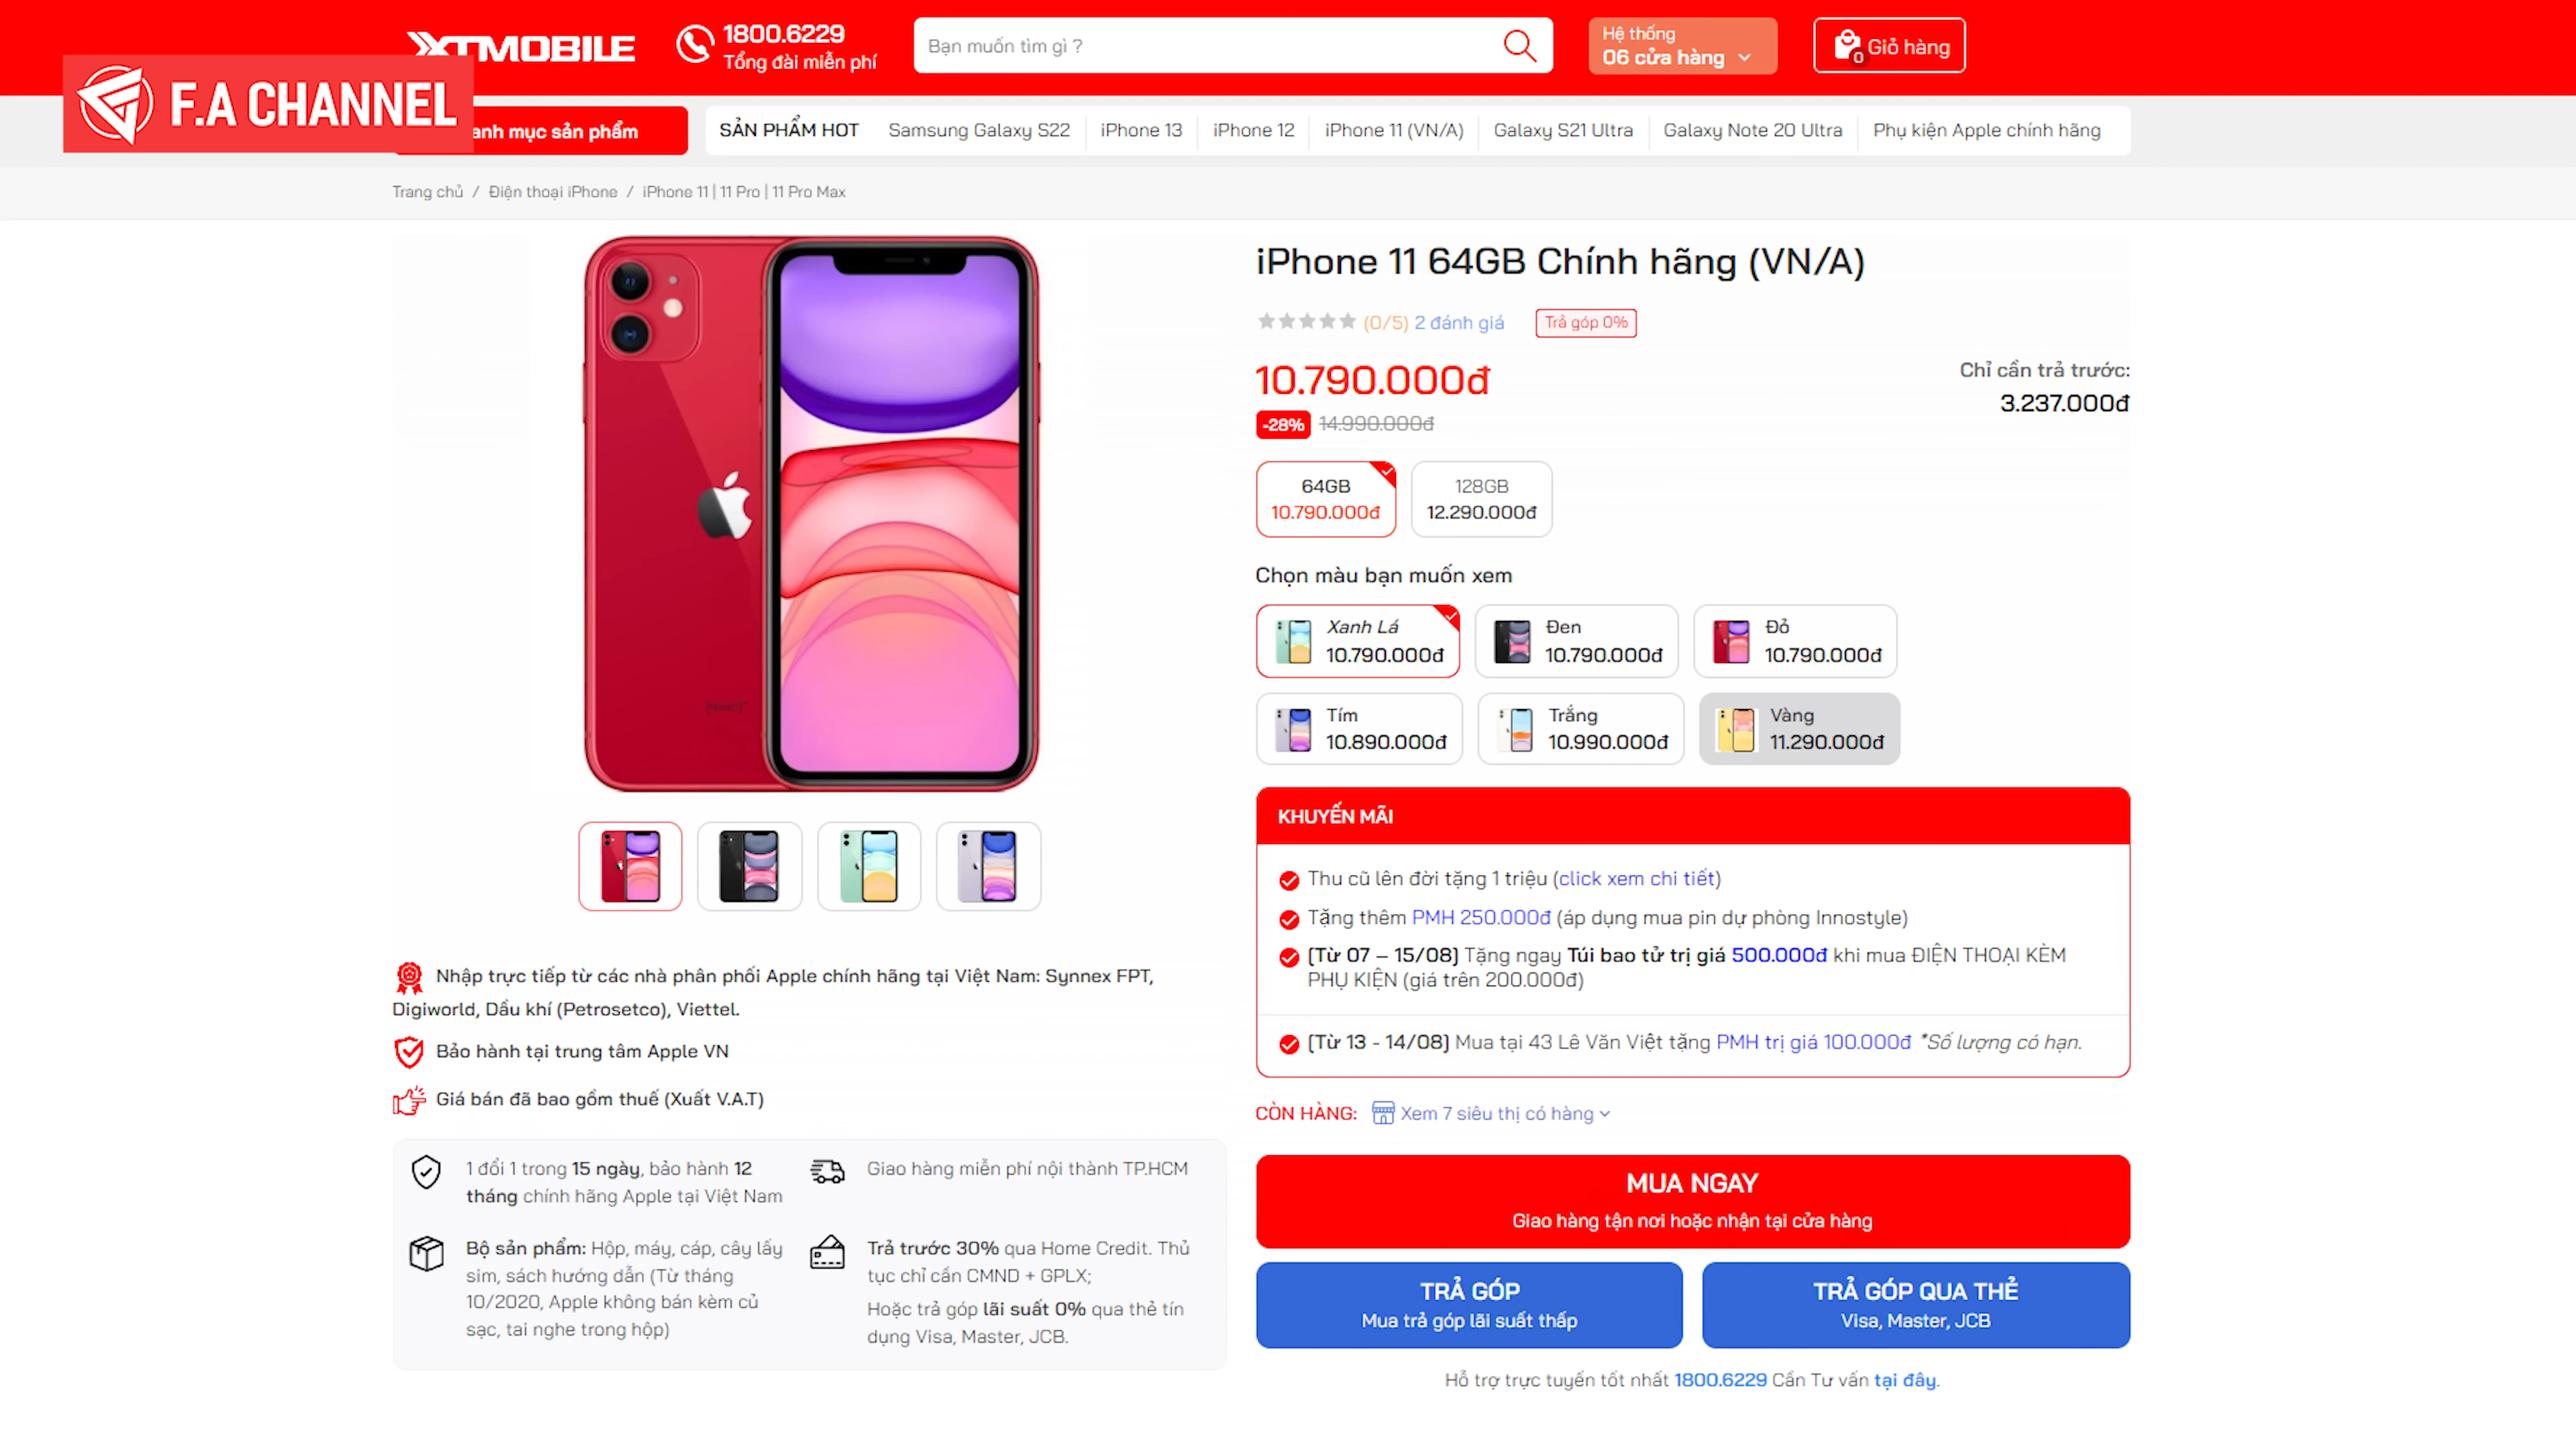 XTMOBILE
1800.6229
Tổng đài miễn phí
Bạn muốn tìm gì ?
Hệ thống
06 cửa hàng
0
Giỏ hàng
F.A CHANNEL
anh mục sản phẩm
SẢN PHẨM HOT
Samsung Galaxy S22
iPhone 13
iPhone 12
iPhone 11 (VN/A)
Galaxy S21 Ultra
Galaxy Note 20 Ultra
Phụ kiện Apple chính hãng
Trang chủ / Điện thoại iPhone / iPhone 11 | 11 Pro | 11 Pro Max
iPhone 11 64GB Chính hãng (VN/A)
(0/5) 2 đánh giá
Trả góp 0%
10.790.000đ
Chỉ cần trả trước:
3.237.000đ
-28% 14.990.000đ
64GB
10.790.000đ
128GB
12.290.000đ
Chọn màu bạn muốn xem
Xanh Lá
10.790.000đ
Đen
10.790.000đ
Đỏ
10.790.000đ
Tím
10.890.000đ
Trắng
10.990.000đ
Vàng
11.290.000đ
KHUYẾN MÃI
Thu cũ lên đời tặng 1 triệu (click xem chi tiết)
Tặng thêm PMH 250.000đ (áp dụng mua pin dự phòng Innostyle)
[Từ 07 – 15/08] Tặng ngay Túi bao tử trị giá 500.000đ khi mua ĐIỆN THOẠI KÈM
PHỤ KIỆN (giá trên 200.000đ)
[Từ 13 - 14/08] Mua tại 43 Lê Văn Việt tặng PMH trị giá 100.000đ *Số lượng có hạn.
CÒN HÀNG: Xem 7 siêu thị có hàng
MUA NGAY
Giao hàng tận nơi hoặc nhận tại cửa hàng
TRẢ GÓP
Mua trả góp lãi suất thấp
TRẢ GÓP QUA THẺ
Visa, Master, JCB
Hỗ trợ trực tuyến tốt nhất 1800.6229 Cần Tư vấn tại đây.
Nhập trực tiếp từ các nhà phân phối Apple chính hãng tại Việt Nam: Synnex FPT,
Digiworld, Dầu khí (Petrosetco), Viettel.
Bảo hành tại trung tâm Apple VN
Giá bán đã bao gồm thuế (Xuất V.A.T)
1 đổi 1 trong 15 ngày, bảo hành 12
tháng chính hãng Apple tại Việt Nam
Giao hàng miễn phí nội thành TP.HCM
Bộ sản phẩm: Hộp, máy, cáp, cây lấy
sim, sách hướng dẫn (Từ tháng
10/2020, Apple không bán kèm củ
sạc, tai nghe trong hộp)
Trả trước 30% qua Home Credit. Thủ
tục chỉ cần CMND + GPLX;
Hoặc trả góp lãi suất 0% qua thẻ tín
dụng Visa, Master, JCB.